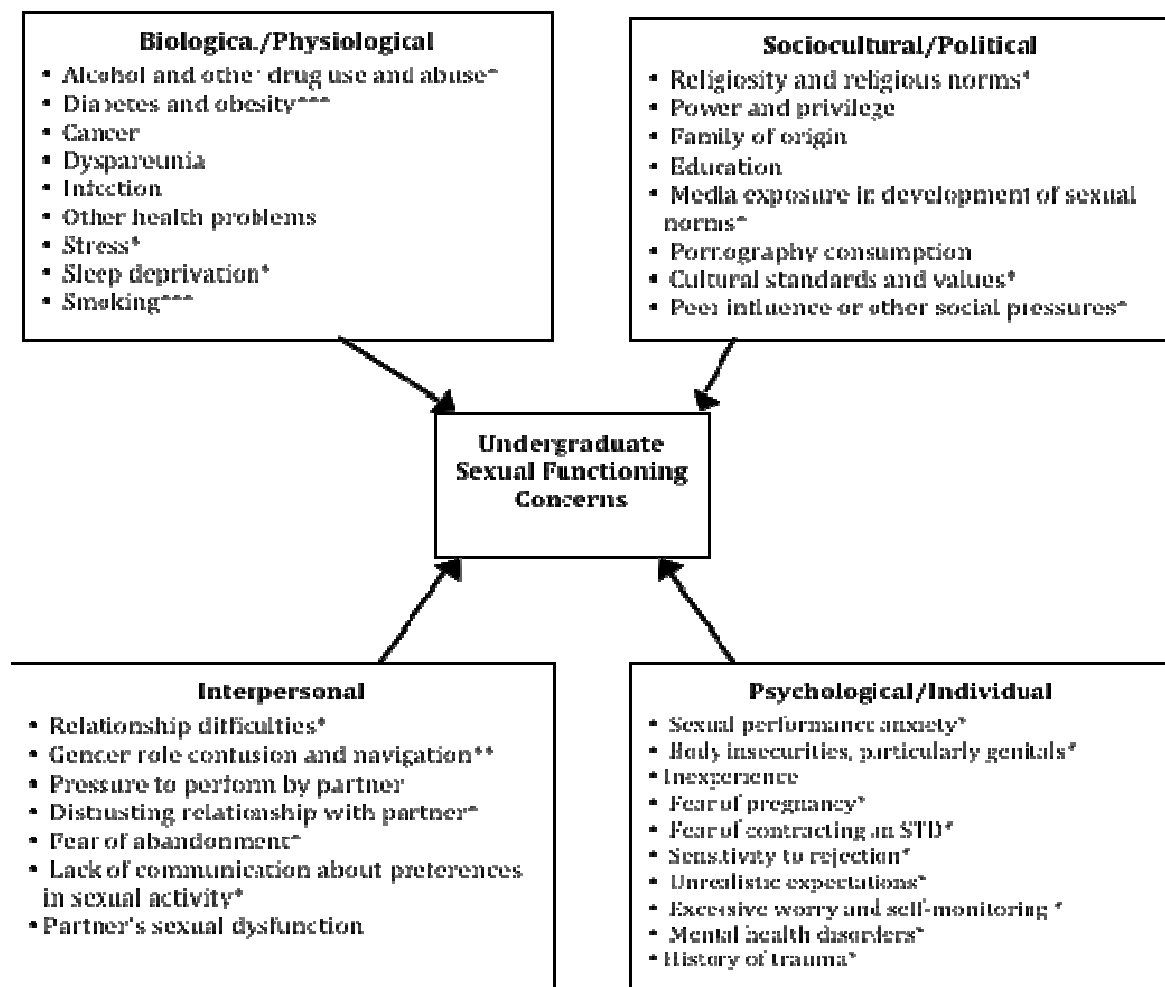 Biological/Physiological
• Alcohol and other drug use and abuse*
• Diabetes and obesity***
• Cancer
• Dyspareunia
• Infection
• Other health problems
• Stress*
• Sleep deprivation*
• Smoking***
Sociocultural/Political
• Religiosity and religious norms*
• Power and privilege
• Family of origin
• Education
• Media exposure in development of sexual
norms*
• Pornography consumption
• Cultural standards and values*
• Peer influence or other social pressures*
Undergraduate
Sexual Functioning
Concerns
Interpersonal
• Relationship difficulties*
• Gender role confusion and navigation**
• Pressure to perform by partner
• Distrusting relationship with partner*
• Fear of abandonment*
• Lack of communication about preferences
in sexual activity*
• Partner's sexual dysfunction
Psychological/Individual
• Sexual performance anxiety*
• Body insecurities, particularly genitals*
• Inexperience
• Fear of pregnancy*
• Fear of contracting an STD*
• Sensitivity to rejection*
• Unrealistic expectations*
• Excessive worry and self-monitoring *
• Mental health disorders*
• History of trauma*